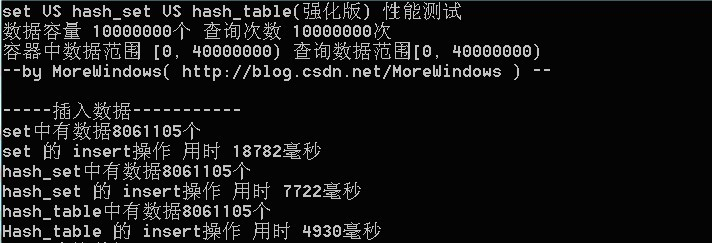 set VS hash_set VS hash_table(强化版) 性能测试
数据容量 10000000个 查询次数 10000000次
容器中数据范围 [0, 40000000) 查询数据范围[0, 40000000)
--by MoreWindows( http://blog.csdn.net/MoreWindows ) --
-----插入数据-----------
set中有数据8061105个
set 的 insert操作 用时 18782毫秒
hash_set中有数据8061105个
hash_set 的 insert操作 用时 7722毫秒
hash_table中有数据8061105个
Hash_table 的 insert操作 用时 4930毫秒